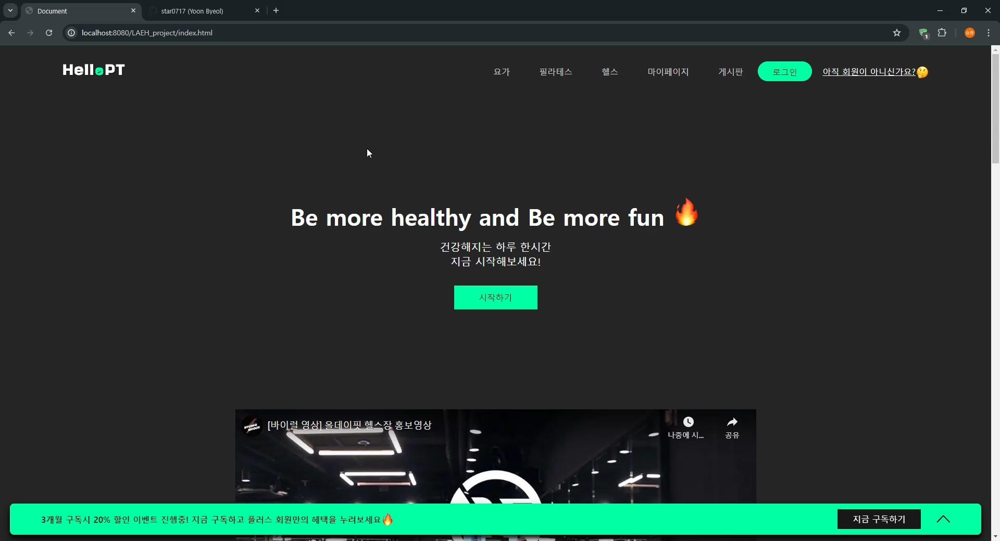 Document
star0717 (Yoon Byeol)
localhost:8080/LAEH_project/index.html
1
승환
HelloPT
요가
필라테스
헬스
마이페이지
게시판
로그인
아직 회원이 아니신가요?🤔
Be more healthy and Be more fun 🔥
건강해지는 하루 한시간
지금 시작해보세요!
시작하기
STUDIO
SHOCK
[바이럴 영상] 올데이핏 헬스장 홍보영상
나중에 시...
공유
3개월 구독시 20% 할인 이벤트 진행중! 지금 구독하고 플러스 회원만의 혜택을 누려보세요🔥
지금 구독하기